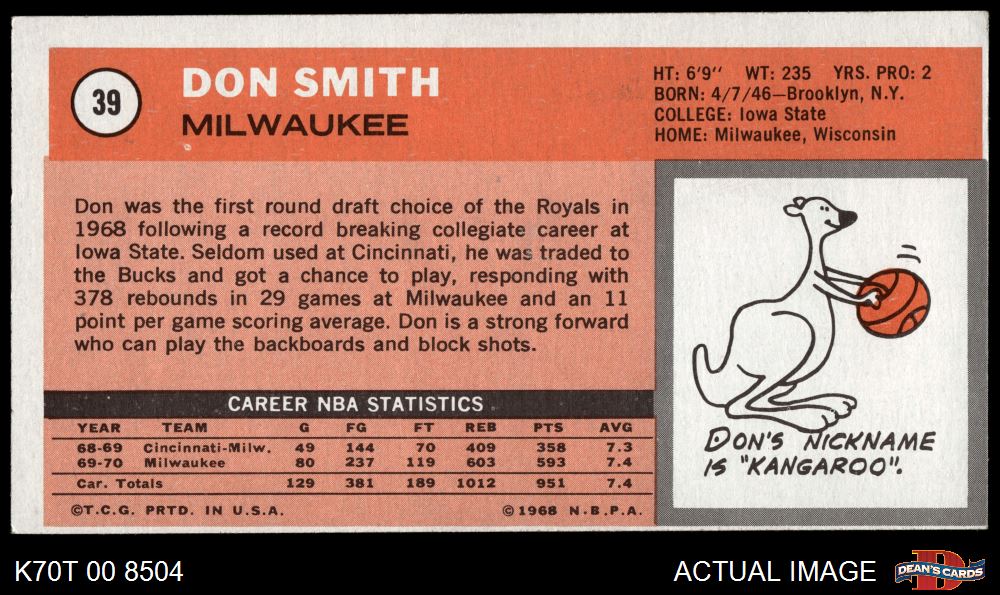 39
DON SMITH
MILWAUKEE
HT: 6'9'' WT: 235 YRS. PRO: 2
BORN: 4/7/46—Brooklyn, N.Y.
COLLEGE: Iowa State
HOME: Milwaukee, Wisconsin
Don was the first round draft choice of the Royals in
1968 following a record breaking collegiate career at
Iowa State. Seldom used at Cincinnati, he was traded to
the Bucks and got a chance to play, responding with
378 rebounds in 29 games at Milwaukee and an 11
point per game scoring average. Don is a strong forward
who can play the backboards and block shots.
CAREER NBA STATISTICS
YEAR TEAM G FG FT REB PTS AVG
68-69 Cincinnati-Milw. 49 144 70 409 358 7.3
69-70 Milwaukee 80 237 119 603 593 7.4
Car. Totals 129 381 189 1012 951 7.4
©T.C.G. PRTD. IN U.S.A. ©1968 N.B.P.A.
DON'S NICKNAME
IS "KANGAROO".
K70T 00 8504
ACTUAL IMAGE
D
DEAN'S CARDS